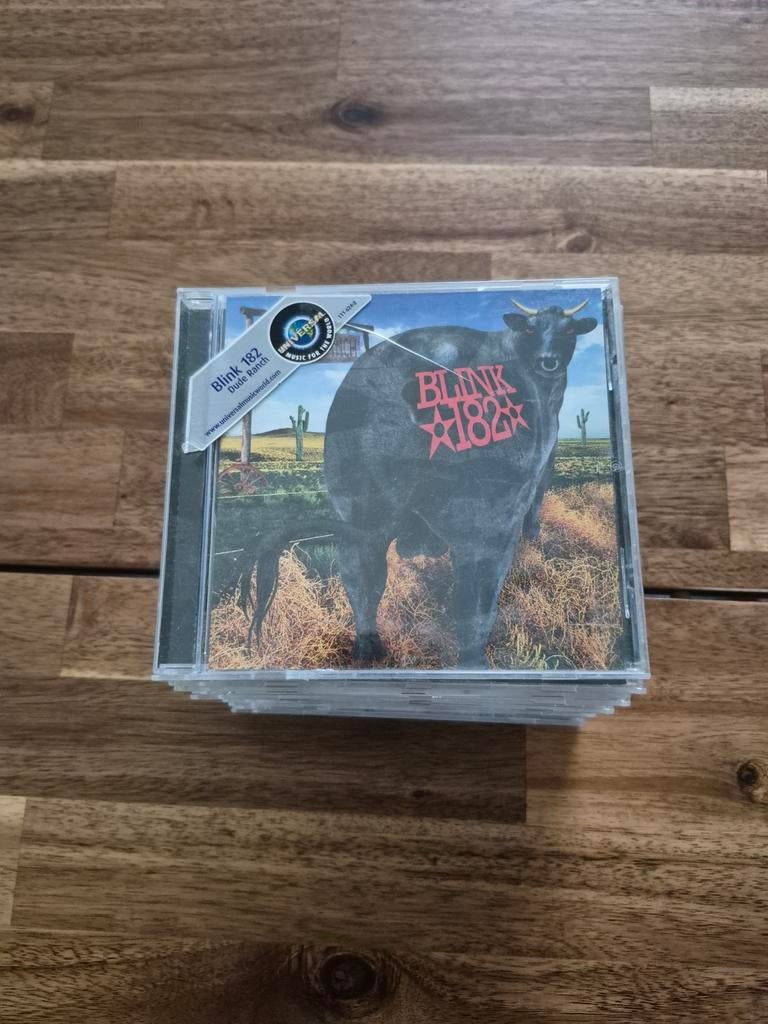 Blink 182
Dude Ranch
www.universalmusicworld.com
UNIVERSAL
MUSIC FOR THE WORLD
BLINK
182